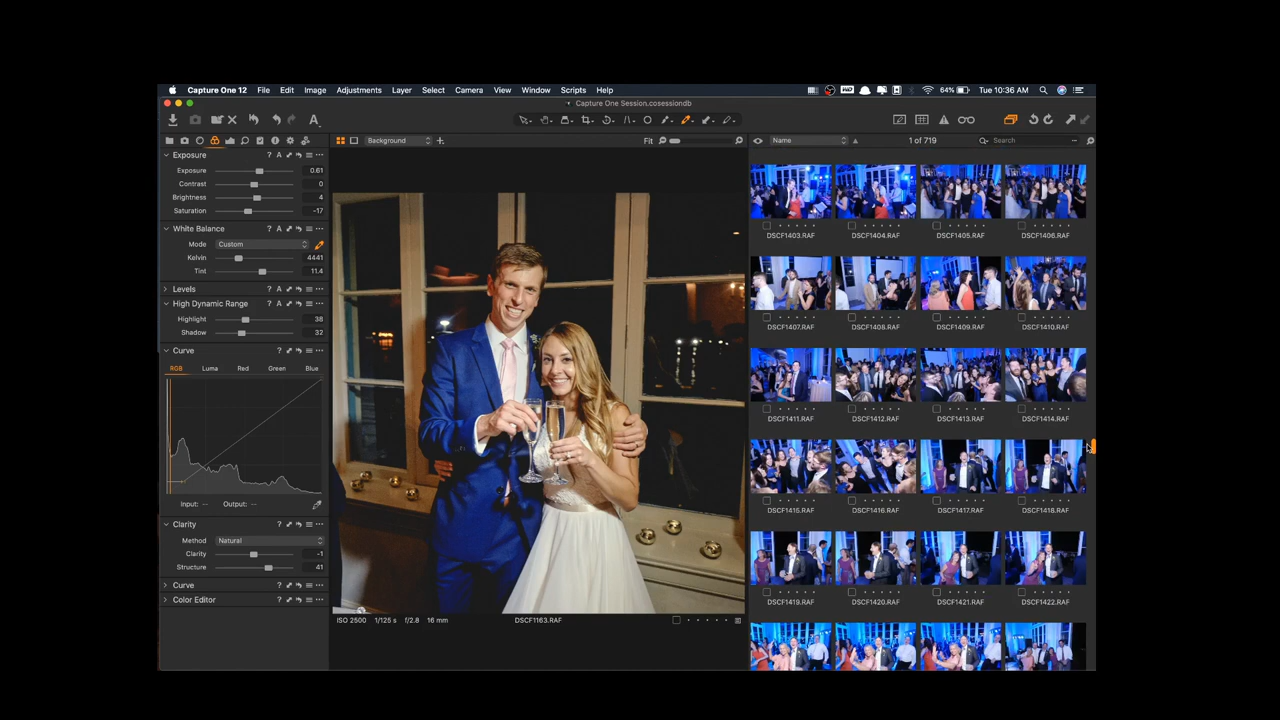 Capture One 12 File Edit Image Adjustments Layer Select Camera View Window Scripts Help 64% Tue 10:36 AM
Capture One Session.cosessiondb
Background Fit Name 1 of 719 Search
Exposure ? A
Exposure 0.61
Contrast 0
Brightness 4
Saturation -17
White Balance ? A
Mode Custom
Kelvin 4441
Tint 11.4
Levels ? A
High Dynamic Range ? A
Highlight 38
Shadow 32
Curve ?
RGB Luma Red Green Blue
Input: -- Output: --
Clarity ?
Method Natural
Clarity -1
Structure 41
Curve ?
Color Editor ?
ISO 2500 1/125 s f/2.8 16 mm DSCF1163.RAF
DSCF1403.RAF DSCF1404.RAF DSCF1405.RAF DSCF1406.RAF
DSCF1407.RAF DSCF1408.RAF DSCF1409.RAF DSCF1410.RAF
DSCF1411.RAF DSCF1412.RAF DSCF1413.RAF DSCF1414.RAF
DSCF1415.RAF DSCF1416.RAF DSCF1417.RAF DSCF1418.RAF
DSCF1419.RAF DSCF1420.RAF DSCF1421.RAF DSCF1422.RAF